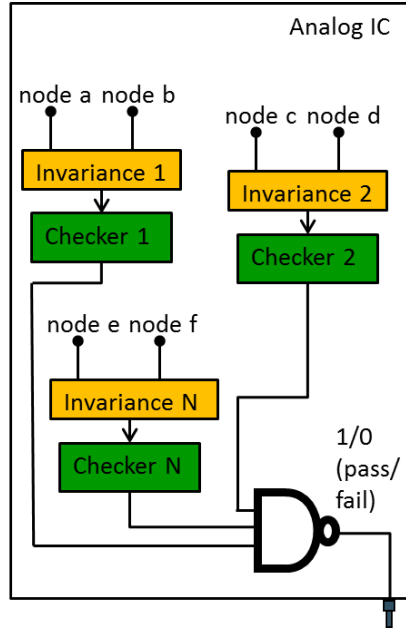 Analog IC
node a node b
Invariance 1
Checker 1
node c node d
Invariance 2
Checker 2
node e node f
Invariance N
Checker N
1/0
(pass/
fail)